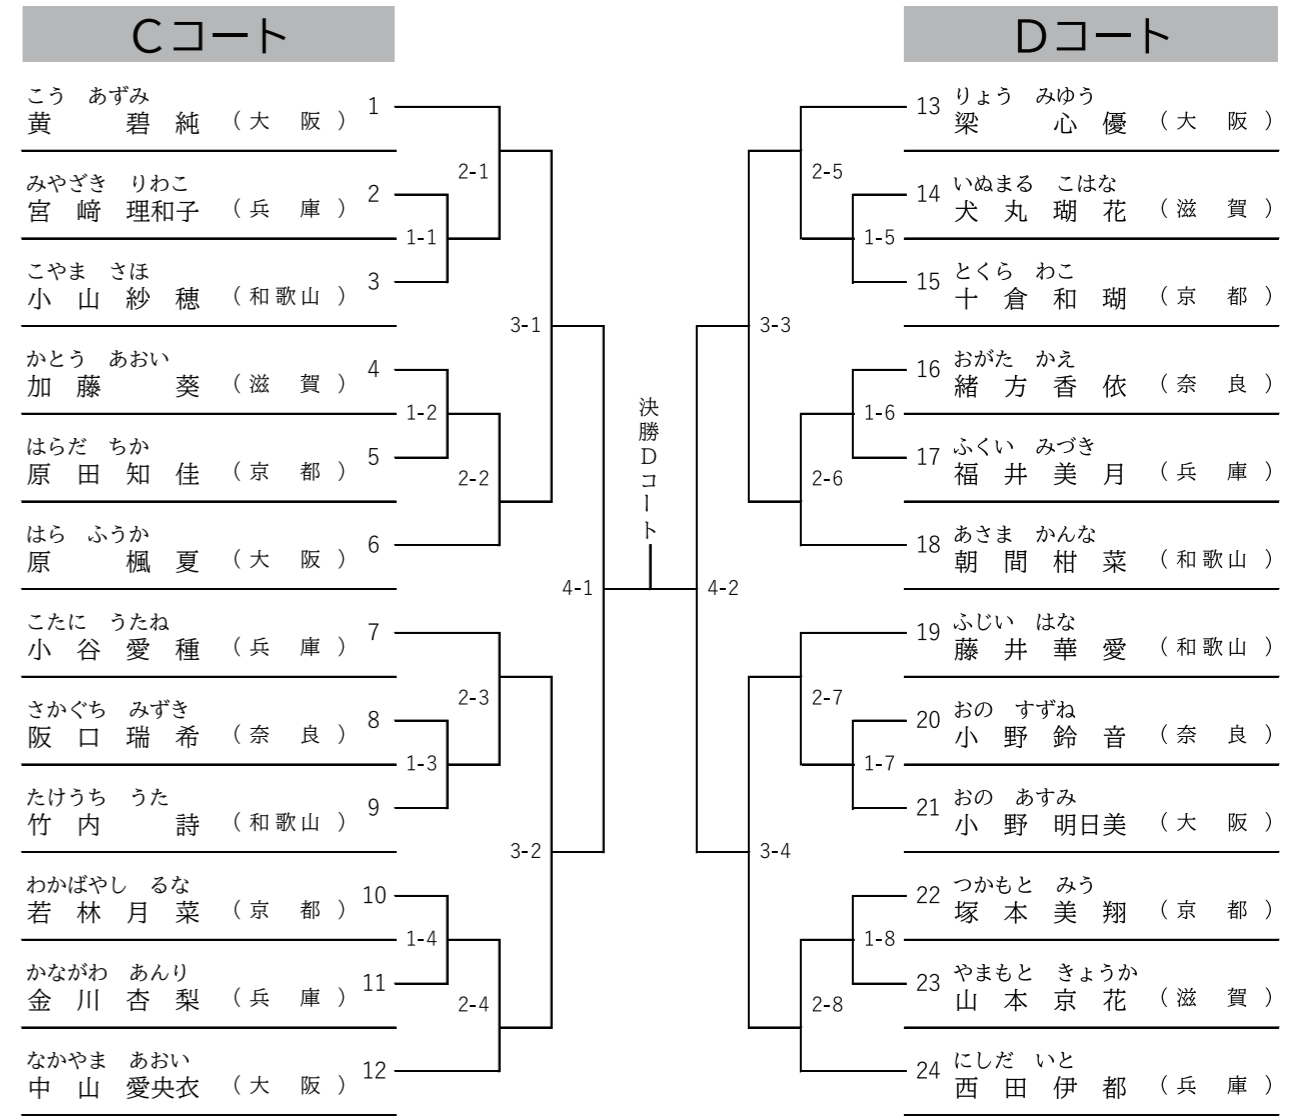 Cコート
こう あずみ
黄 碧純 (大阪) 1
みやざき りわこ
宮﨑 理和子 (兵庫) 2
こやま さほ
小山 紗穂 (和歌山) 3
かとう あおい
加藤 葵 (滋賀) 4
はらだ ちか
原田 知佳 (京都) 5
はら ふうか
原 楓夏 (大阪) 6
こたに うたね
小谷 愛種 (兵庫) 7
さかぐち みずき
阪口 瑞希 (奈良) 8
たけうち うた
竹内 詩 (和歌山) 9
わかばやし るな
若林 月菜 (京都) 10
かながわ あんり
金川 杏梨 (兵庫) 11
なかやま あおい
中山 愛央衣 (大阪) 12
1-1
1-2
1-3
1-4
2-1
2-2
2-3
2-4
3-1
3-2
4-1
決勝Dコート
4-2
3-3
3-4
2-5
2-6
2-7
2-8
1-5
1-6
1-7
1-8
Dコート
りょう みゆう
13 梁 心優 (大阪)
いぬまる こはな
14 犬丸 瑚花 (滋賀)
とくら わこ
15 十倉 和瑚 (京都)
おがた かえ
16 緒方 香依 (奈良)
ふくい みづき
17 福井 美月 (兵庫)
あさま かんな
18 朝間 柑菜 (和歌山)
ふじい はな
19 藤井 華愛 (和歌山)
おの すずね
20 小野 鈴音 (奈良)
おの あすみ
21 小野 明日美 (大阪)
つかもと みう
22 塚本 美翔 (京都)
やまもと きょうか
23 山本 京花 (滋賀)
にしだ いと
24 西田 伊都 (兵庫)